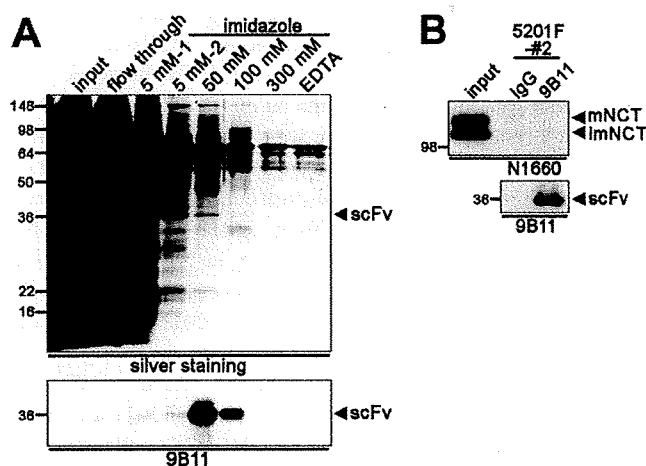 A
imidazole
input
flow through
5 mM-1
5 mM-2
50 mM
100 mM
300 mM
EDTA
148
98
64
50
36
22
16
scFv
silver staining
36
scFv
9B11
B
5201F
-#2
input
IgG
9B11
mNCT
ImNCT
98
N1660
36
scFv
9B11